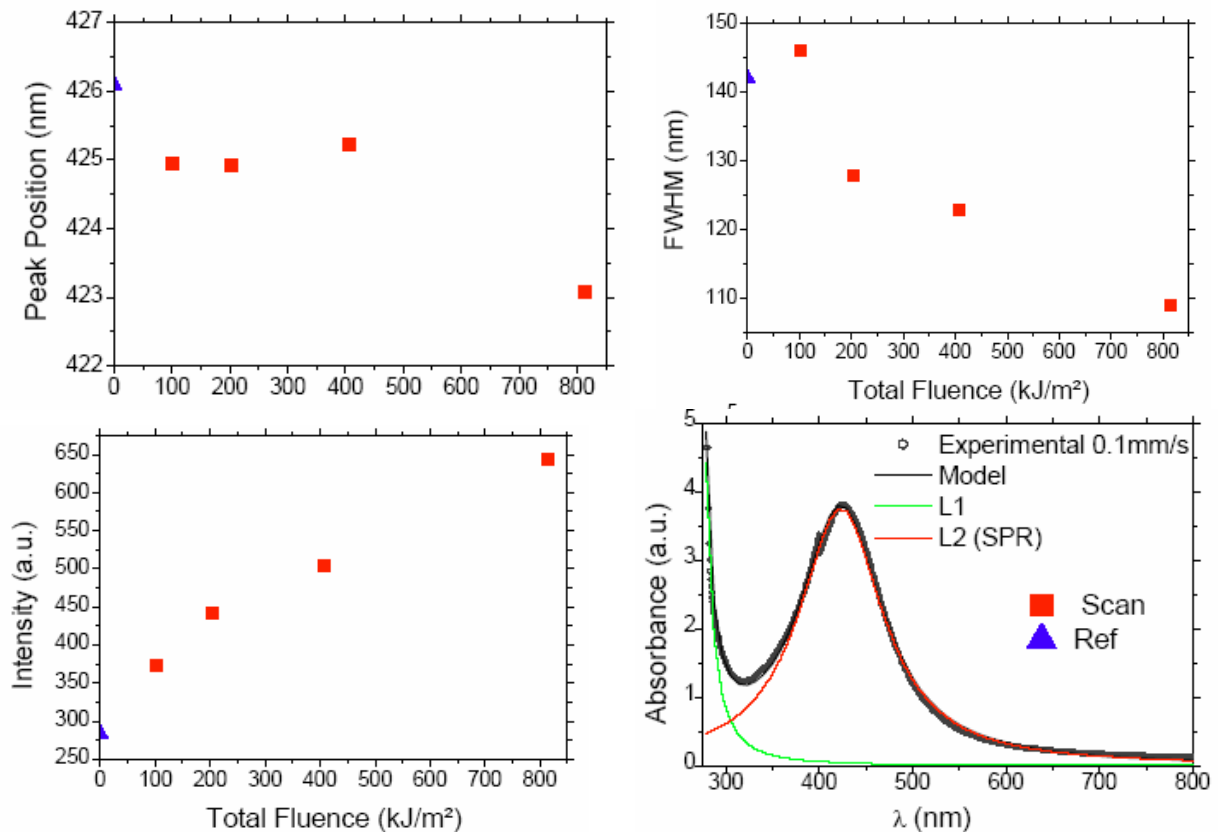 427
426
425
424
423
422
Peak Position (nm)
0 100 200 300 400 500 600 700 800
150
140
130
120
110
FWHM (nm)
0 100 200 300 400 500 600 700 800
Total Fluence (kJ/m²)
650
600
550
500
450
400
350
300
250
Intensity (a.u.)
0 100 200 300 400 500 600 700 800
Total Fluence (kJ/m²)
5
4
3
2
1
0
Absorbance (a.u.)
Experimental 0.1mm/s
Model
L1
L2 (SPR)
Scan
Ref
300 400 500 600 700 800
λ (nm)